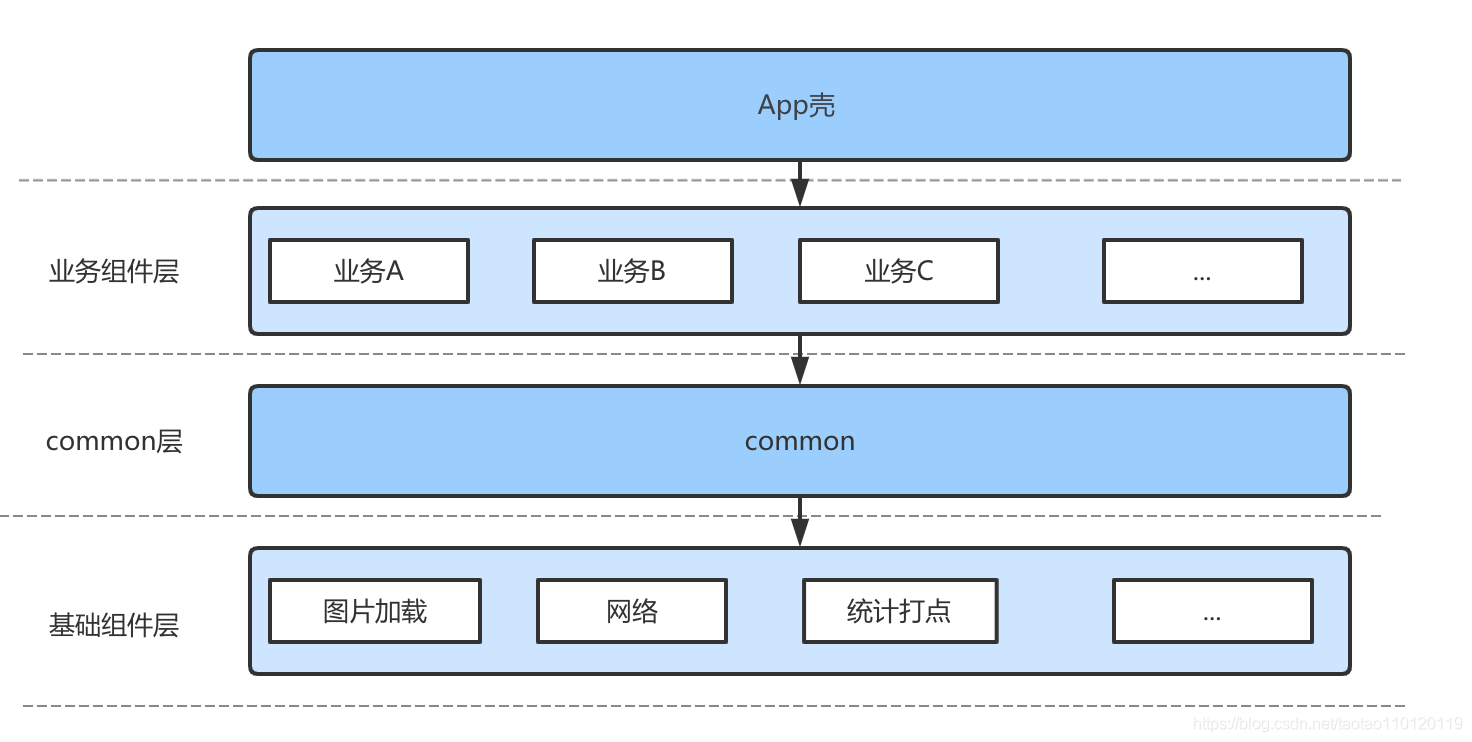 App壳
业务组件层
业务A
业务B
业务C
...
common层
common
基础组件层
图片加载
网络
统计打点
...
https://blog.csdn.net/taotao110120119